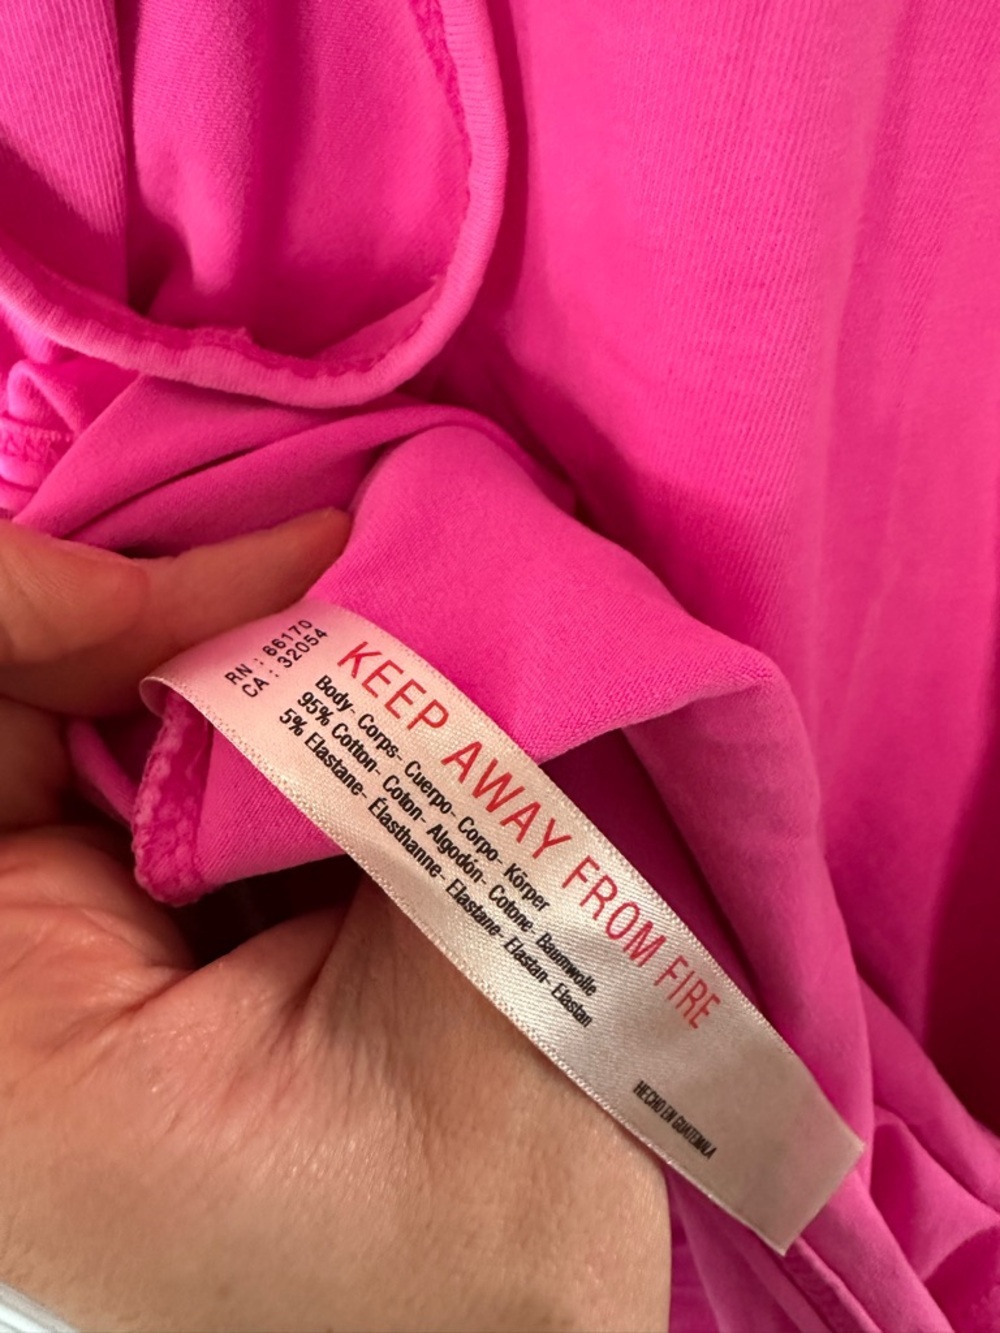 RN : 66170
CA : 32054
KEEP AWAY FROM FIRE
Body- Corps- Cuerpo- Corpo- Körper
95% Cotton- Coton- Algodón- Cotone- Baumwolle
5% Elastane- Élasthanne- Elastane- Elastan- Elastan
HECHO EN GUATEMALA